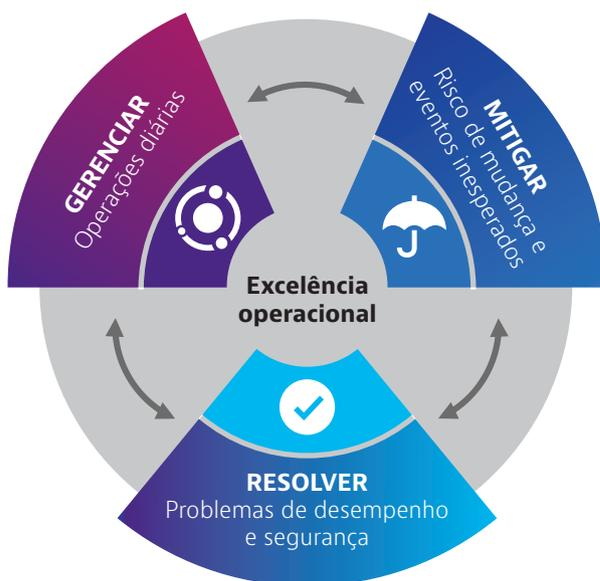 GERENCIAR
Operações diárias
MITIGAR
Risco de mudança e
eventos inesperados
Excelência
operacional
RESOLVER
Problemas de desempenho
e segurança